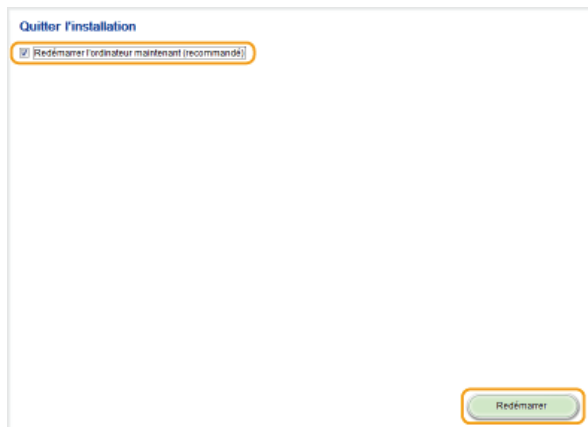 Quitter l'installation
Redémarrer l'ordinateur maintenant (recommandé)
Redémarrer